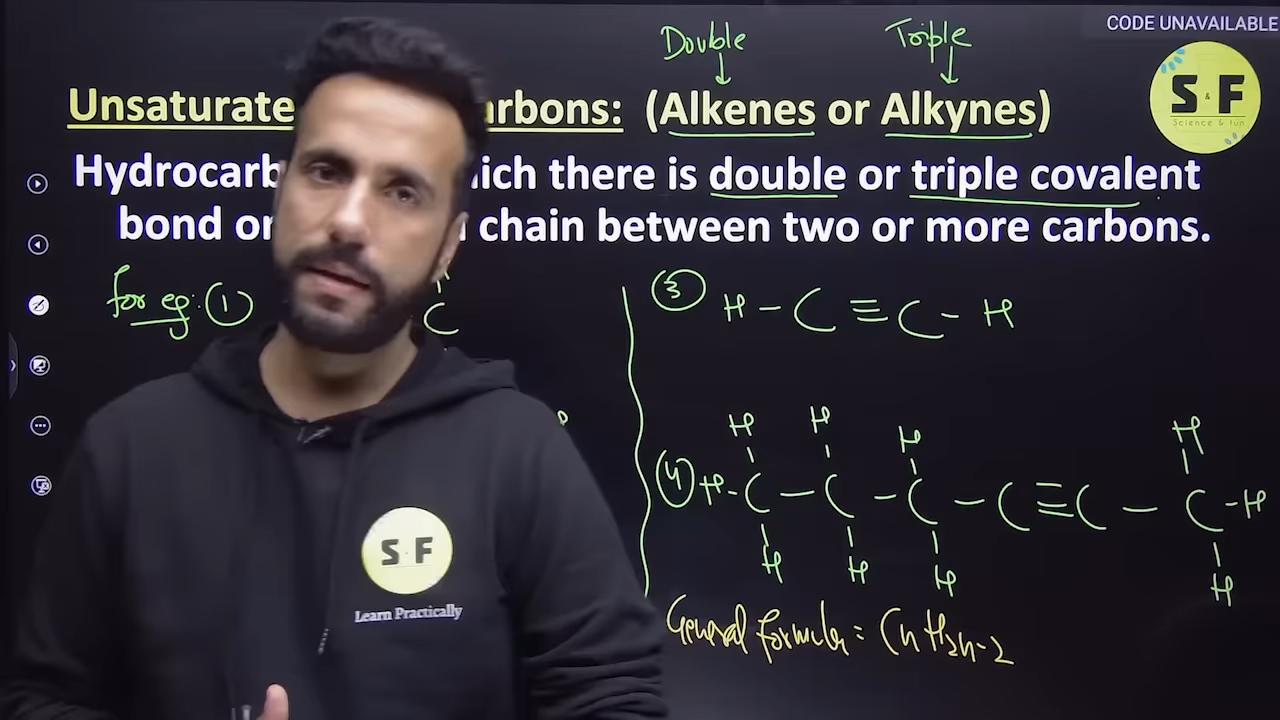 Double Triple
CODE UNAVAILABLE
S & F
Science & fun
Unsaturate arbons: (Alkenes or Alkynes)
Hydrocarb ich there is double or triple covalent
bond or chain between two or more carbons.
for eg: ① C
③ H - C ≡ C - H
H H H H
④ H - C - C - C - C ≡ C - C - H
H H H H
General formula = CnH2n-2
S & F
Learn Practically